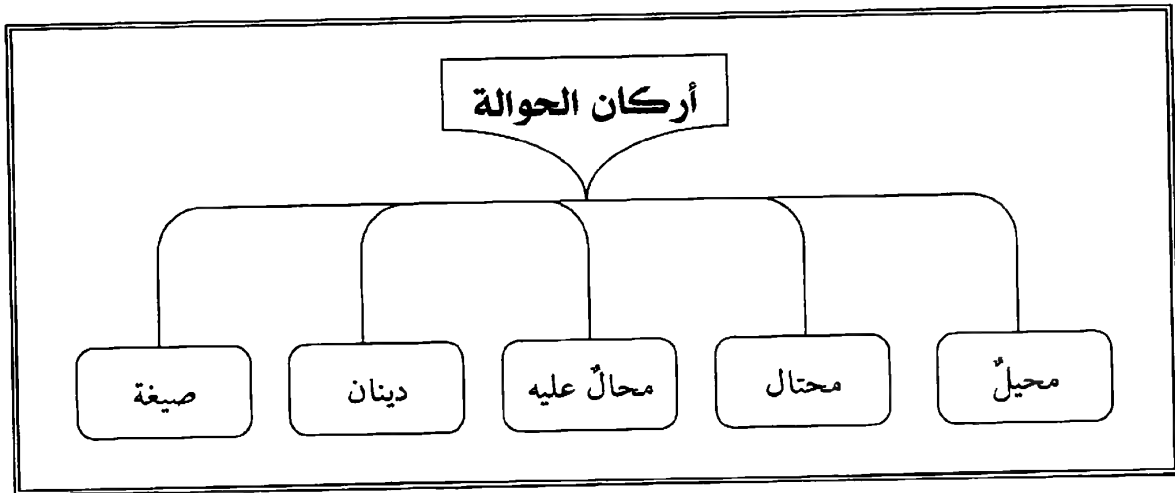 أركان الحوالة
محيلٌ
محتال
محالٌ عليه
دينان
صيغة